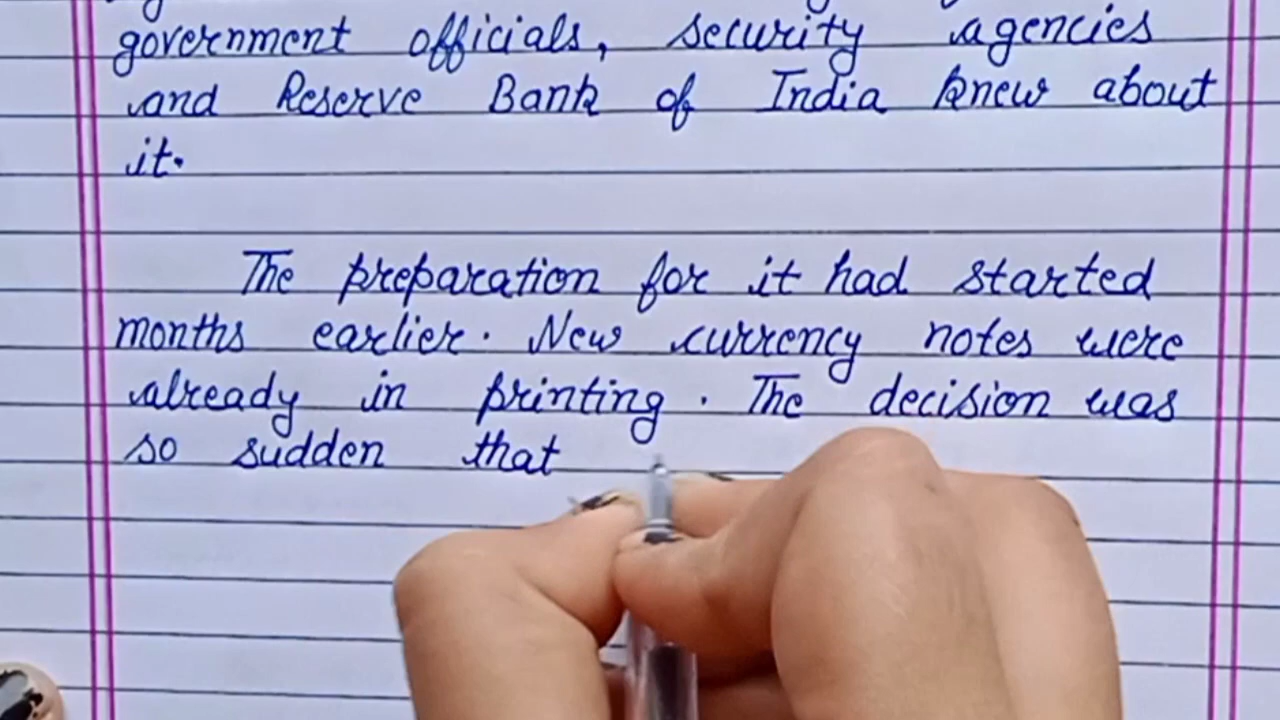 government officials, security agencies
and Reserve Bank of India knew about
it.
The preparation for it had started
months earlier. New currency notes were
already in printing. The decision was
so sudden that